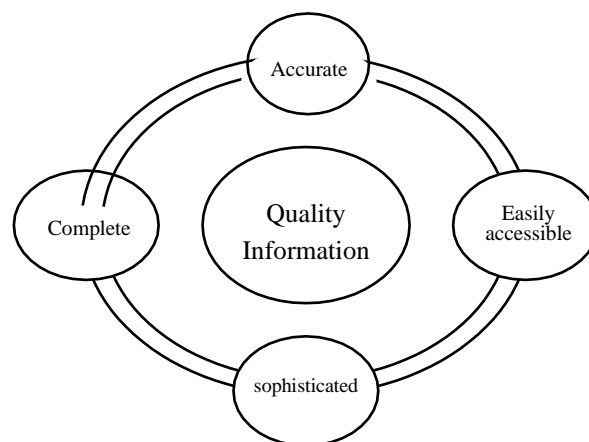 Accurate
Complete
Quality
Information
Easily
accessible
sophisticated